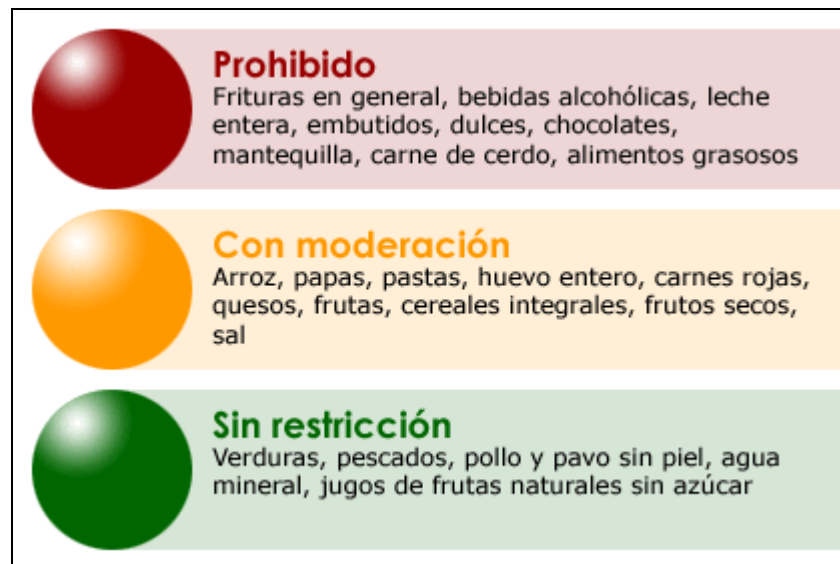 Prohibido
Frituras en general, bebidas alcohólicas, leche
entera, embutidos, dulces, chocolates,
mantequilla, carne de cerdo, alimentos grasosos
Con moderación
Arroz, papas, pastas, huevo entero, carnes rojas,
quesos, frutas, cereales integrales, frutos secos,
sal
Sin restricción
Verduras, pescados, pollo y pavo sin piel, agua
mineral, jugos de frutas naturales sin azúcar